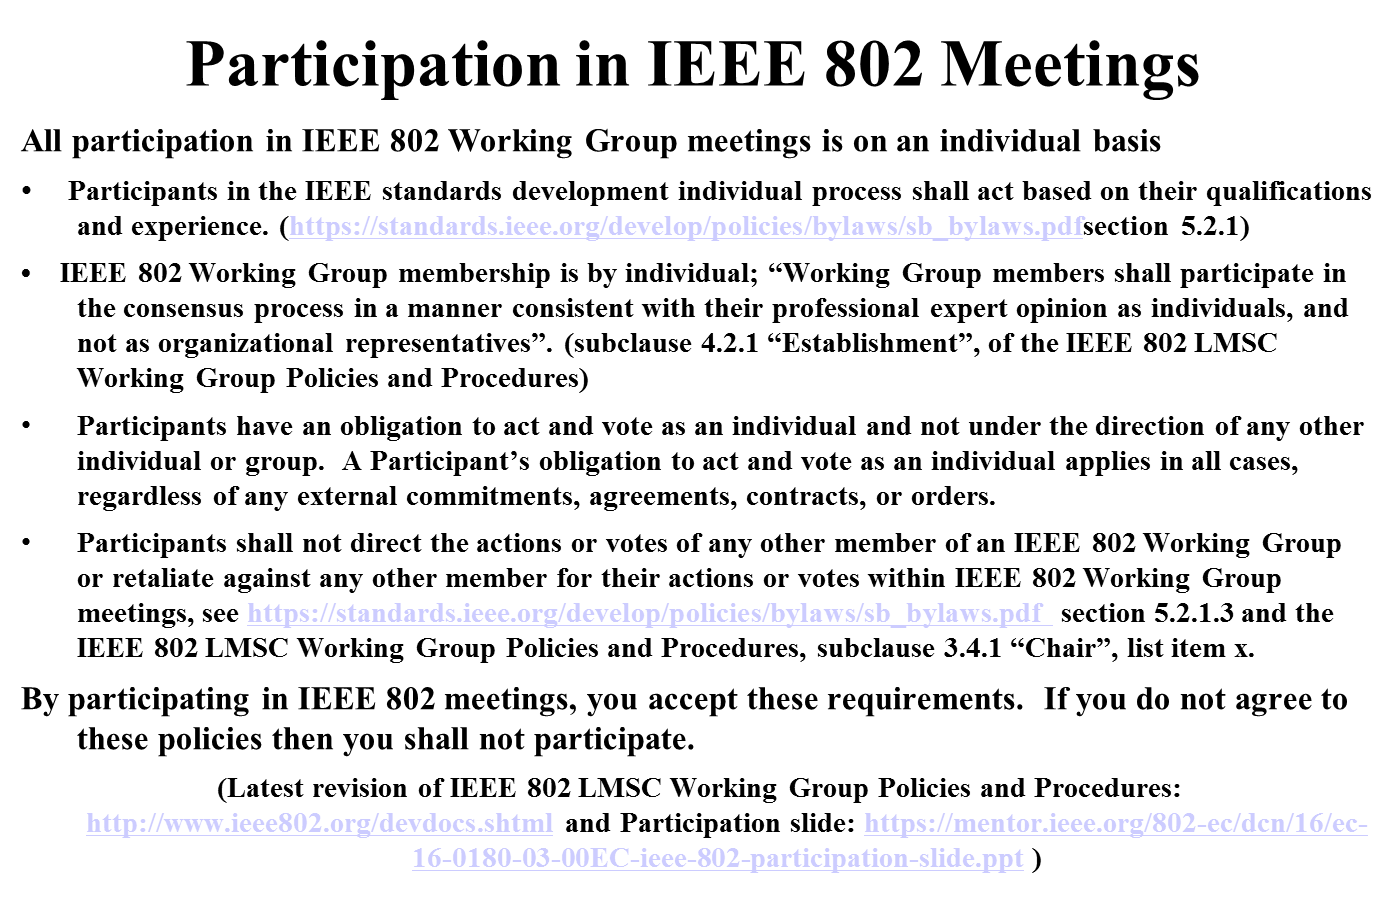 Participation in IEEE 802 Meetings
All participation in IEEE 802 Working Group meetings is on an individual basis
• Participants in the IEEE standards development individual process shall act based on their qualifications
and experience. (https://standards.ieee.org/develop/policies/bylaws/sb_bylaws.pdfsection 5.2.1)
• IEEE 802 Working Group membership is by individual; “Working Group members shall participate in
the consensus process in a manner consistent with their professional expert opinion as individuals, and
not as organizational representatives”. (subclause 4.2.1 “Establishment”, of the IEEE 802 LMSC
Working Group Policies and Procedures)
• Participants have an obligation to act and vote as an individual and not under the direction of any other
individual or group. A Participant’s obligation to act and vote as an individual applies in all cases,
regardless of any external commitments, agreements, contracts, or orders.
• Participants shall not direct the actions or votes of any other member of an IEEE 802 Working Group
or retaliate against any other member for their actions or votes within IEEE 802 Working Group
meetings, see https://standards.ieee.org/develop/policies/bylaws/sb_bylaws.pdf section 5.2.1.3 and the
IEEE 802 LMSC Working Group Policies and Procedures, subclause 3.4.1 “Chair”, list item x.
By participating in IEEE 802 meetings, you accept these requirements. If you do not agree to
these policies then you shall not participate.
(Latest revision of IEEE 802 LMSC Working Group Policies and Procedures:
http://www.ieee802.org/devdocs.shtml and Participation slide: https://mentor.ieee.org/802-ec/dcn/16/ec-
16-0180-03-00EC-ieee-802-participation-slide.ppt )